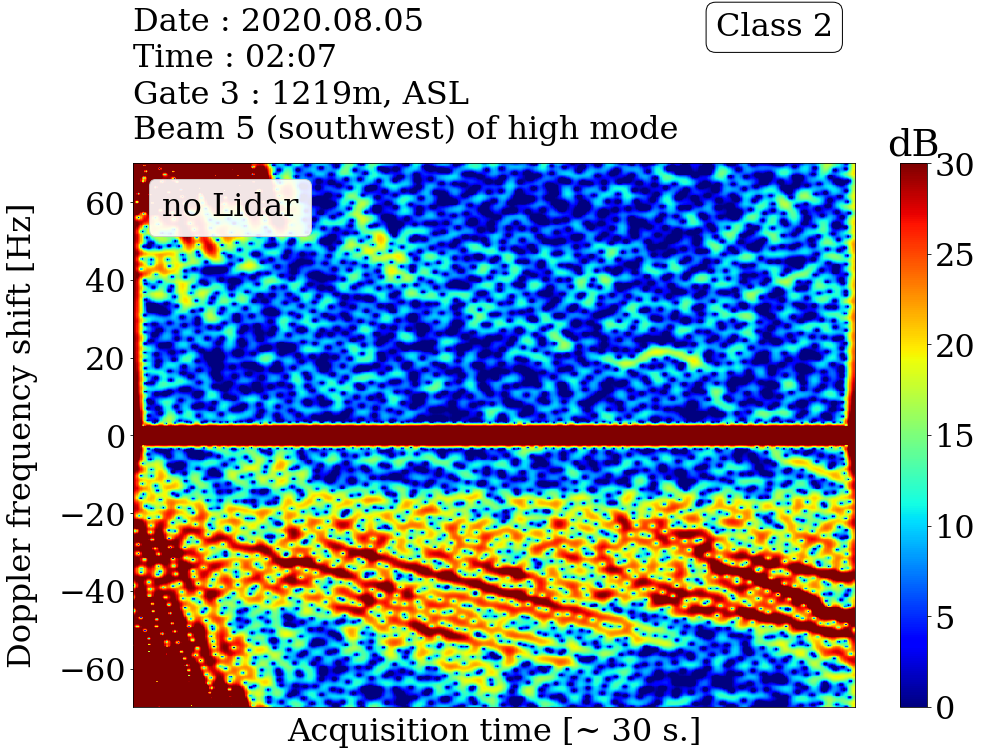 Date : 2020.08.05
Time : 02:07
Gate 3 : 1219m, ASL
Beam 5 (southwest) of high mode
Class 2
dB
no Lidar
Doppler frequency shift [Hz]
60
40
20
0
−20
−40
−60
30
25
20
15
10
5
0
Acquisition time [~ 30 s.]